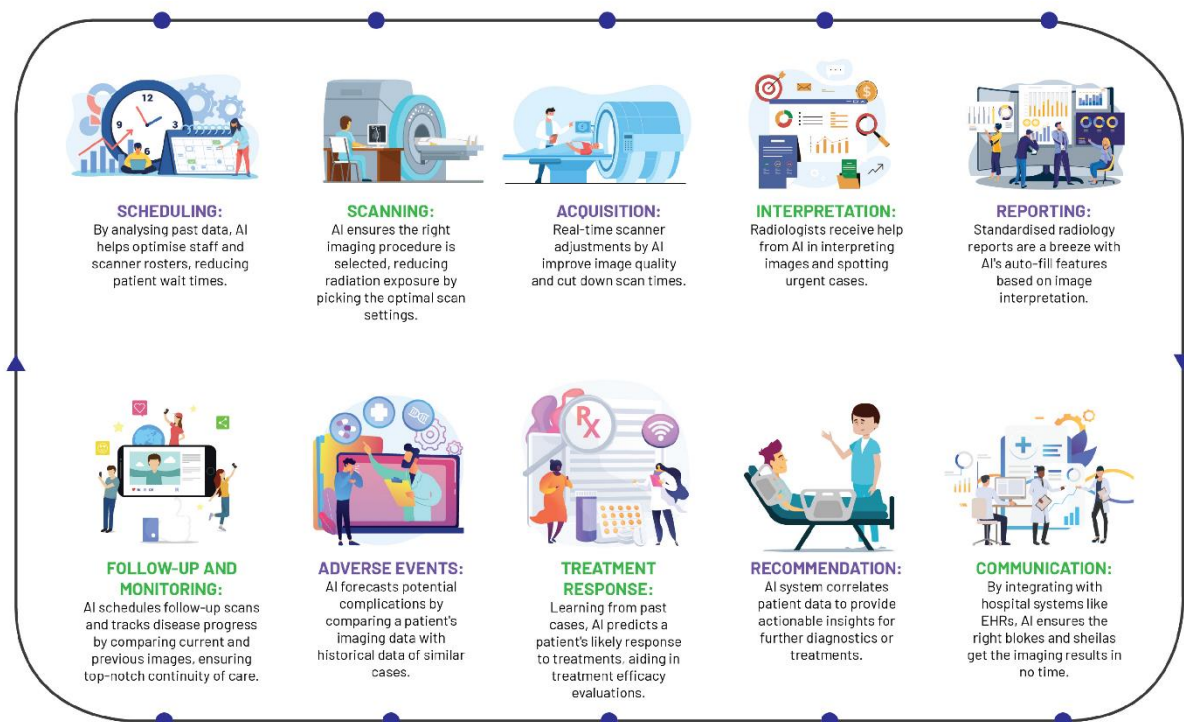 12
9
3
6
SCHEDULING:
By analysing past data, AI
helps optimise staff and
scanner rosters, reducing
patient wait times.
SCANNING:
AI ensures the right
imaging procedure is
selected, reducing
radiation exposure by
picking the optimal scan
settings.
ACQUISITION:
Real-time scanner
adjustments by AI
improve image quality
and cut down scan times.
INTERPRETATION:
Radiologists receive help
from AI in interpreting
images and spotting
urgent cases.
REPORTING:
Standardised radiology
reports are a breeze with
AI's auto-fill features
based on image
interpretation.
FOLLOW-UP AND
MONITORING:
AI schedules follow-up scans
and tracks disease progress
by comparing current and
previous images, ensuring
top-notch continuity of care.
ADVERSE EVENTS:
AI forecasts potential
complications by
comparing a patient's
imaging data with
historical data of similar
cases.
RX
TREATMENT
RESPONSE:
Learning from past
cases, AI predicts a
patient's likely response
to treatments, aiding in
treatment efficacy
evaluations.
RECOMMENDATION:
AI system correlates
patient data to provide
actionable insights for
further diagnostics or
treatments.
COMMUNICATION:
By integrating with
hospital systems like
EHRs, AI ensures the
right blokes and sheilas
get the imaging results in
no time.